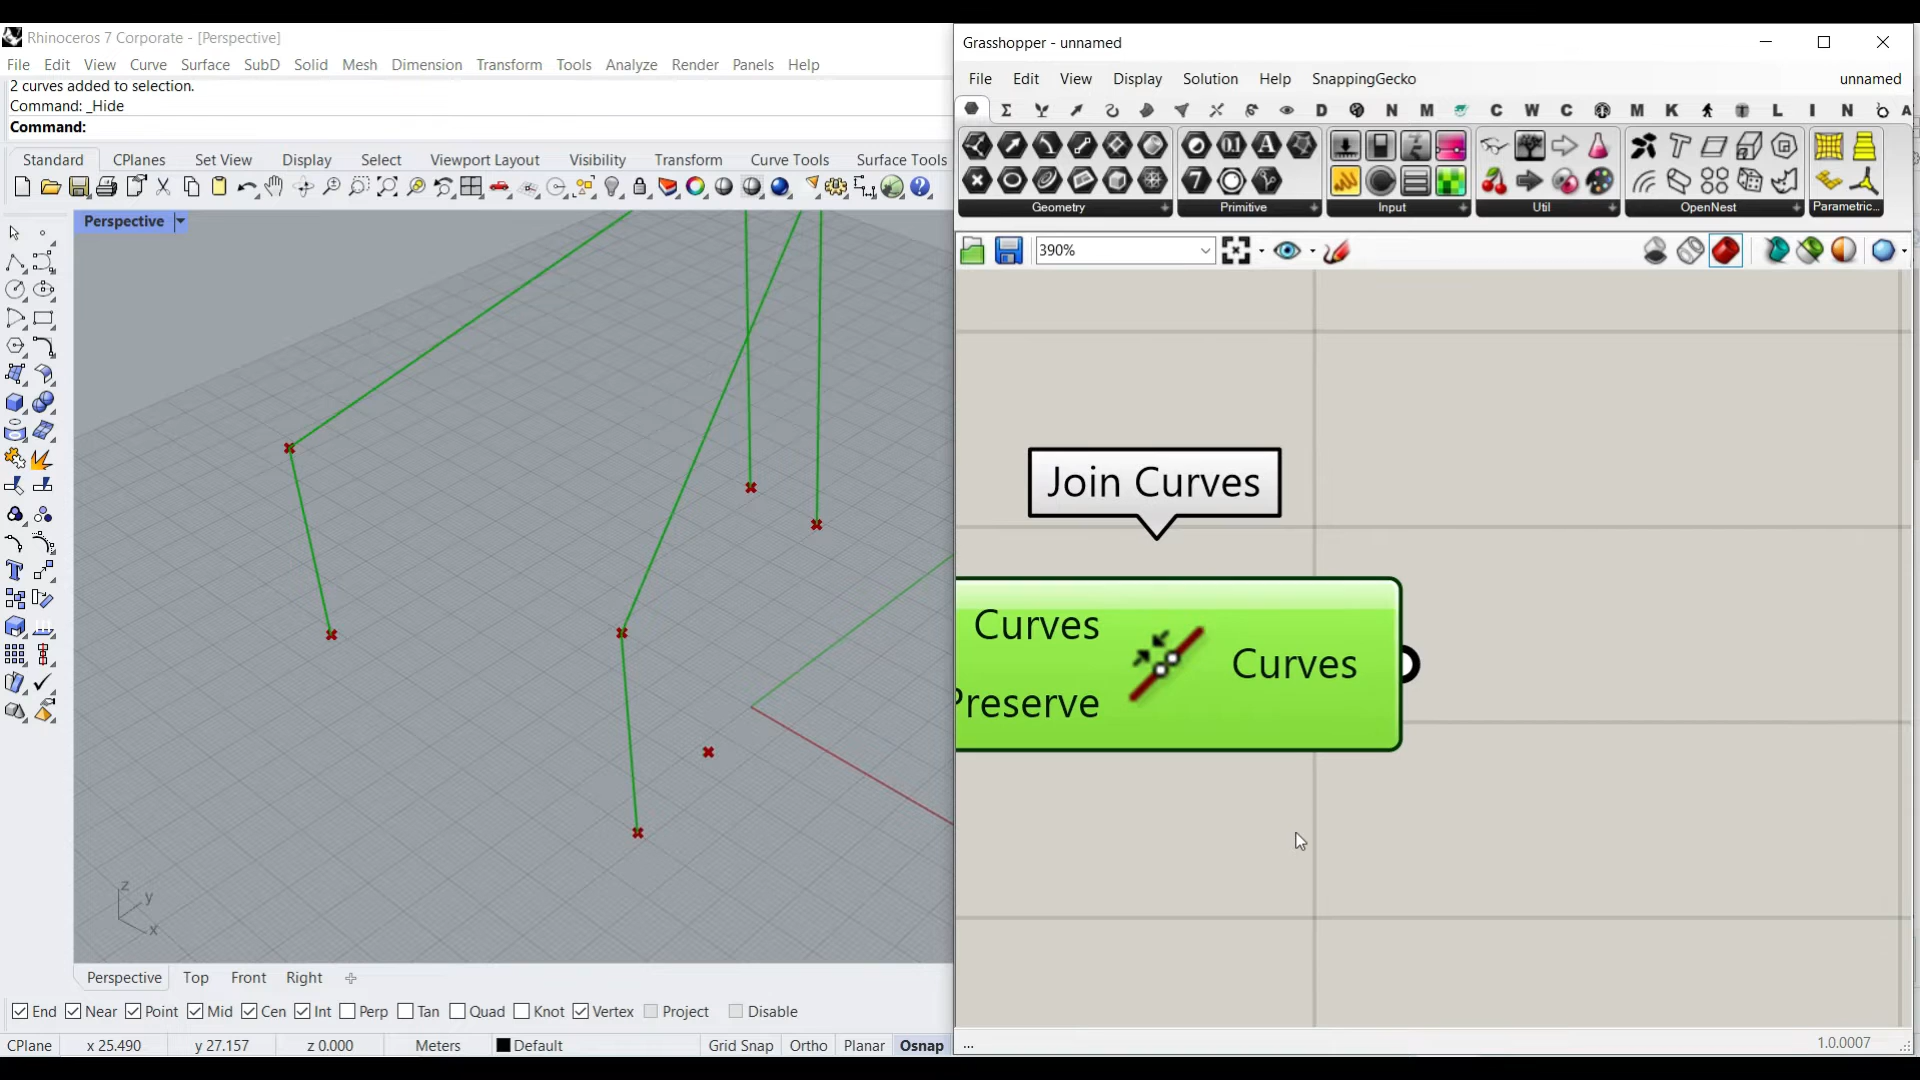 Rhinoceros 7 Corporate - [Perspective]
File Edit View Curve Surface SubD Solid Mesh Dimension Transform Tools Analyze Render Panels Help
2 curves added to selection.
Command: _Hide
Command:
Standard CPlanes Set View Display Select Viewport Layout Visibility Transform Curve Tools Surface Tools
Perspective
z
y
x
Perspective Top Front Right
End Near Point Mid Cen Int Perp Tan Quad Knot Vertex Project Disable
CPlane x 25.490 y 27.157 z 0.000 Meters Default Grid Snap Ortho Planar Osnap
Grasshopper - unnamed
File Edit View Display Solution Help SnappingGecko unnamed
D N M C W C M K L I N A
Geometry Primitive Input Util OpenNest Parametric...
390%
Join Curves
Curves
Curves
Preserve
... 1.0.0007